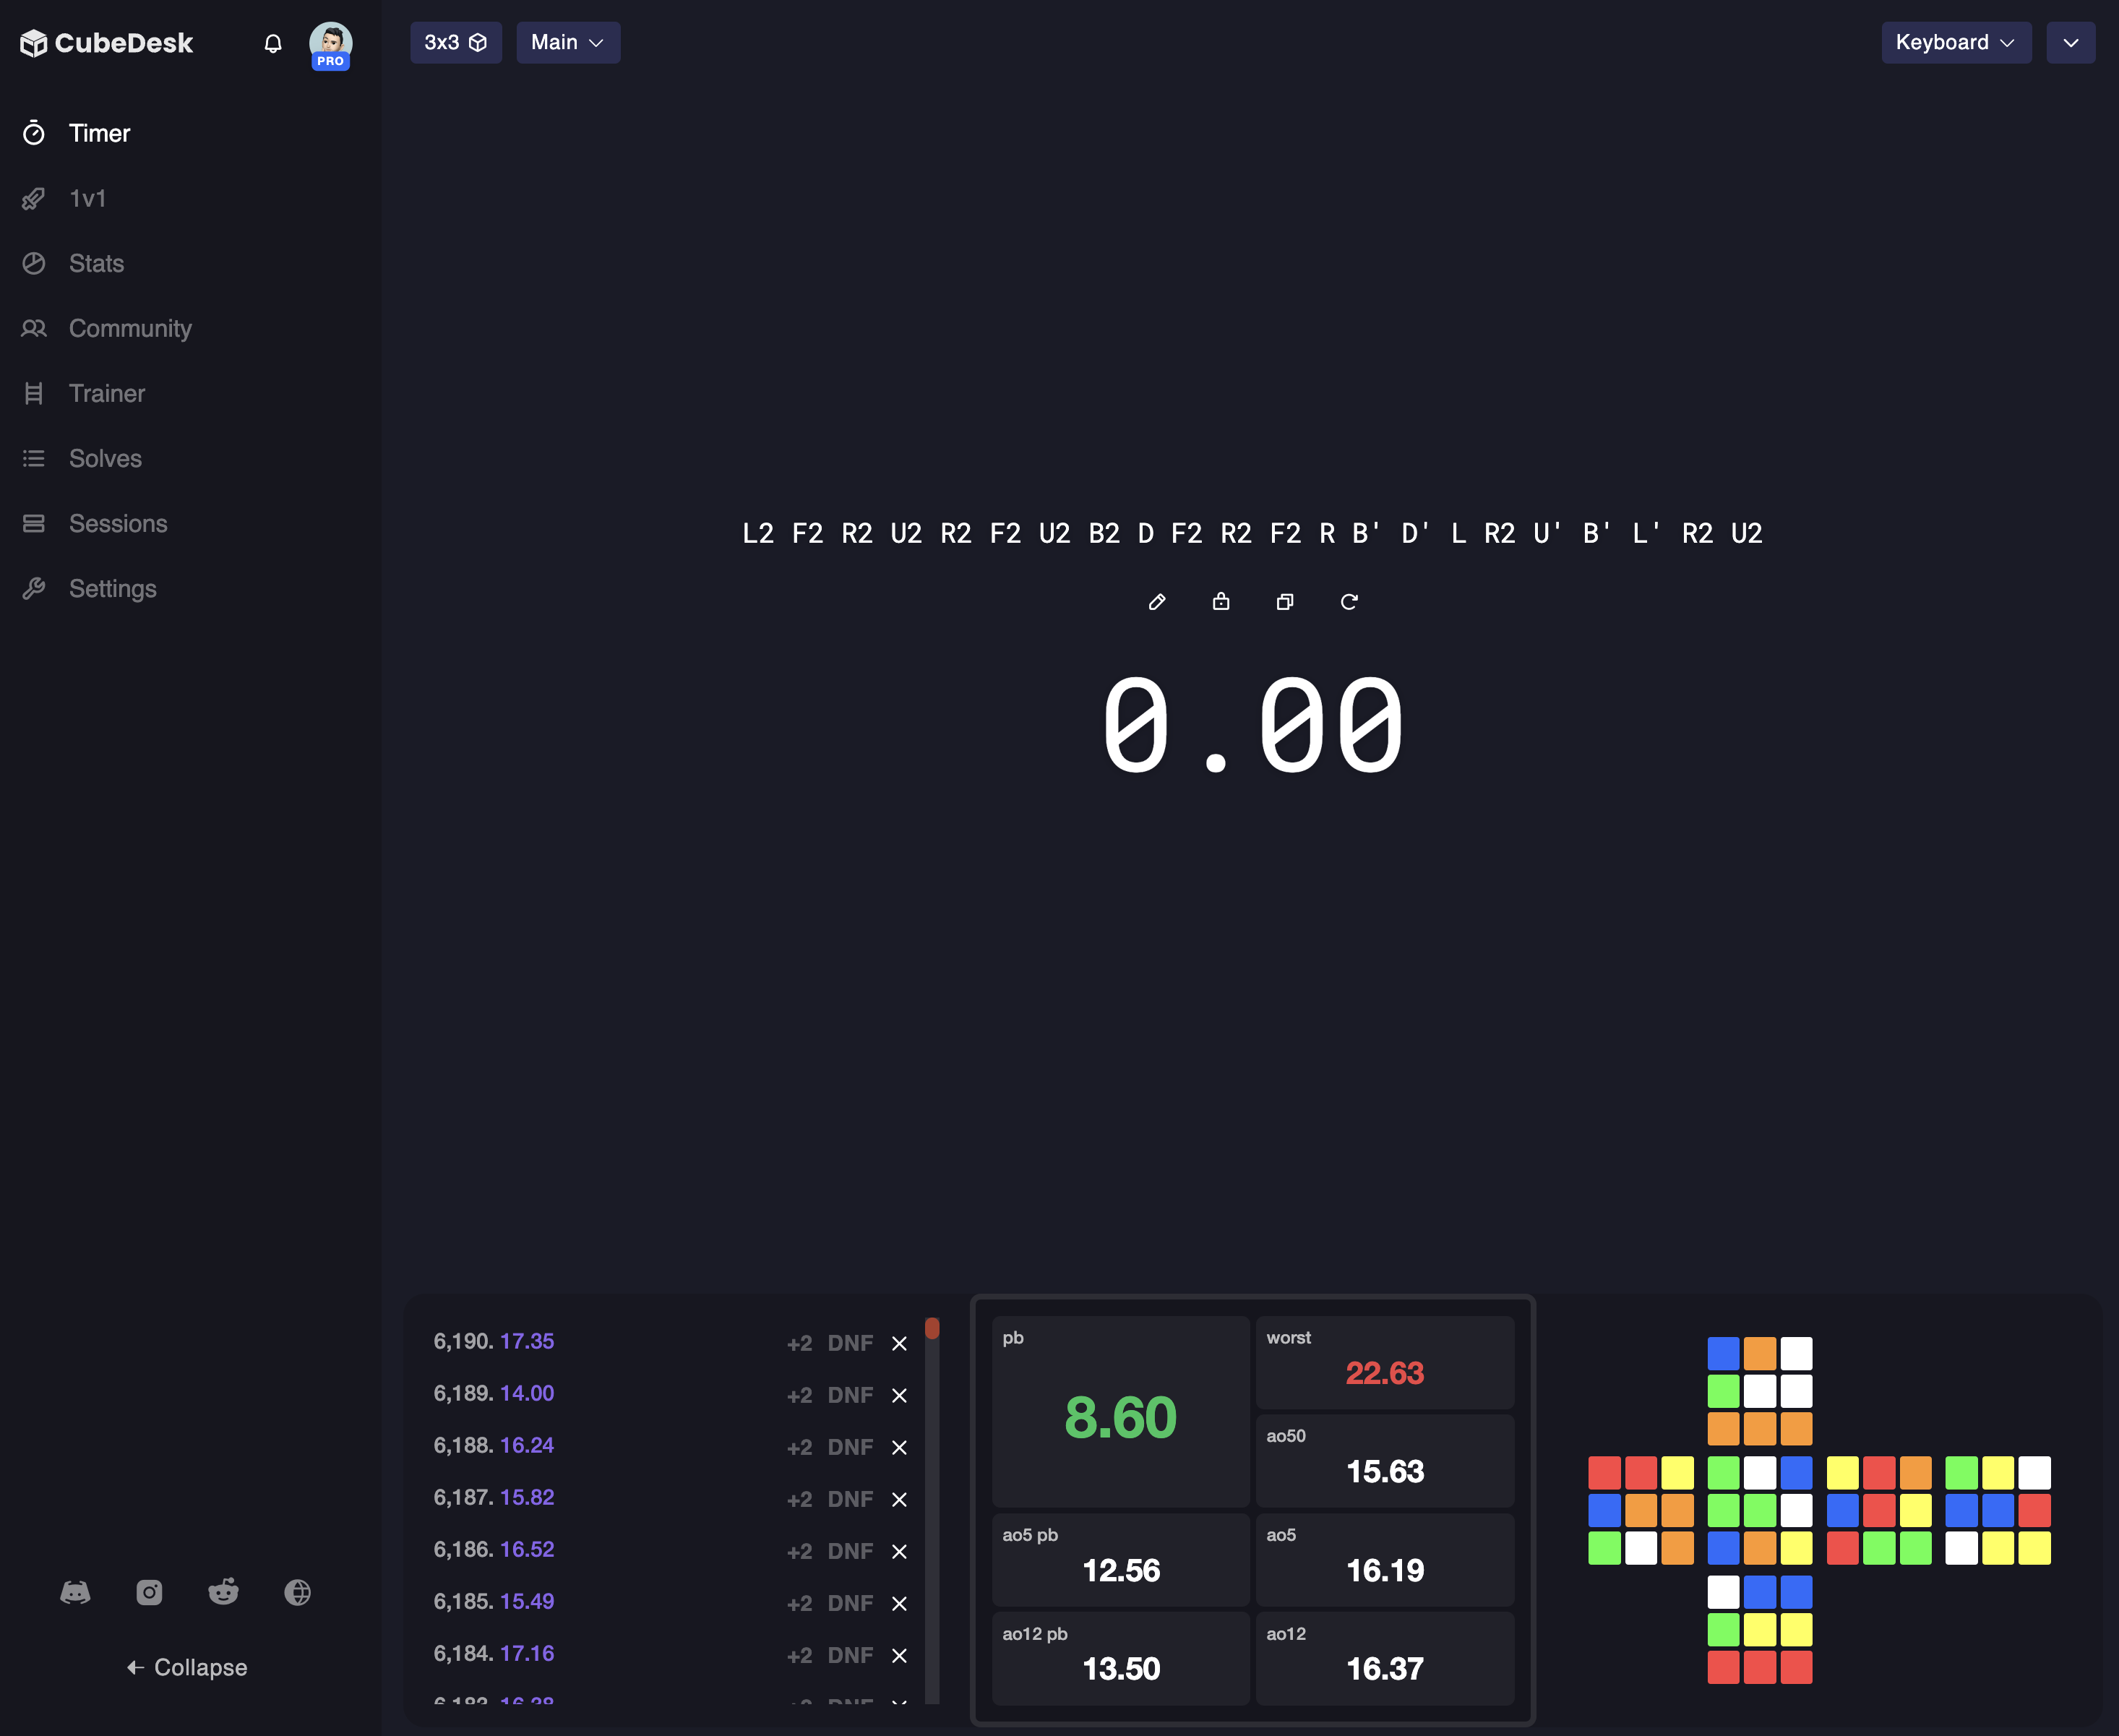 CubeDesk
PRO
Timer
1v1
Stats
Community
Trainer
Solves
Sessions
Settings
Collapse
3x3
Main
Keyboard
L2 F2 R2 U2 R2 F2 U2 B2 D F2 R2 F2 R B' D' L R2 U' B' L' R2 U2
0.00
6,190. 17.35 +2 DNF
6,189. 14.00 +2 DNF
6,188. 16.24 +2 DNF
6,187. 15.82 +2 DNF
6,186. 16.52 +2 DNF
6,185. 15.49 +2 DNF
6,184. 17.16 +2 DNF
pb
8.60
worst
22.63
ao50
15.63
ao5 pb
12.56
ao5
16.19
ao12 pb
13.50
ao12
16.37